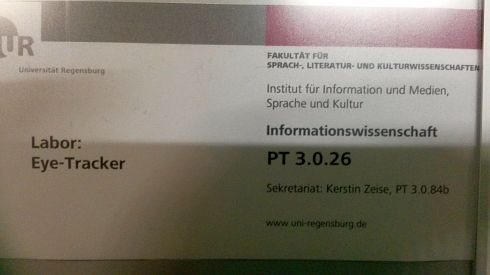 UR
Universität Regensburg
FAKULTÄT FÜR
SPRACH-, LITERATUR- UND KULTURWISSENSCHAFTEN
Institut für Information und Medien,
Sprache und Kultur
Informationswissenschaft
Labor:
Eye-Tracker
PT 3.0.26
Sekretariat: Kerstin Zeise, PT 3.0.84b
www.uni-regensburg.de